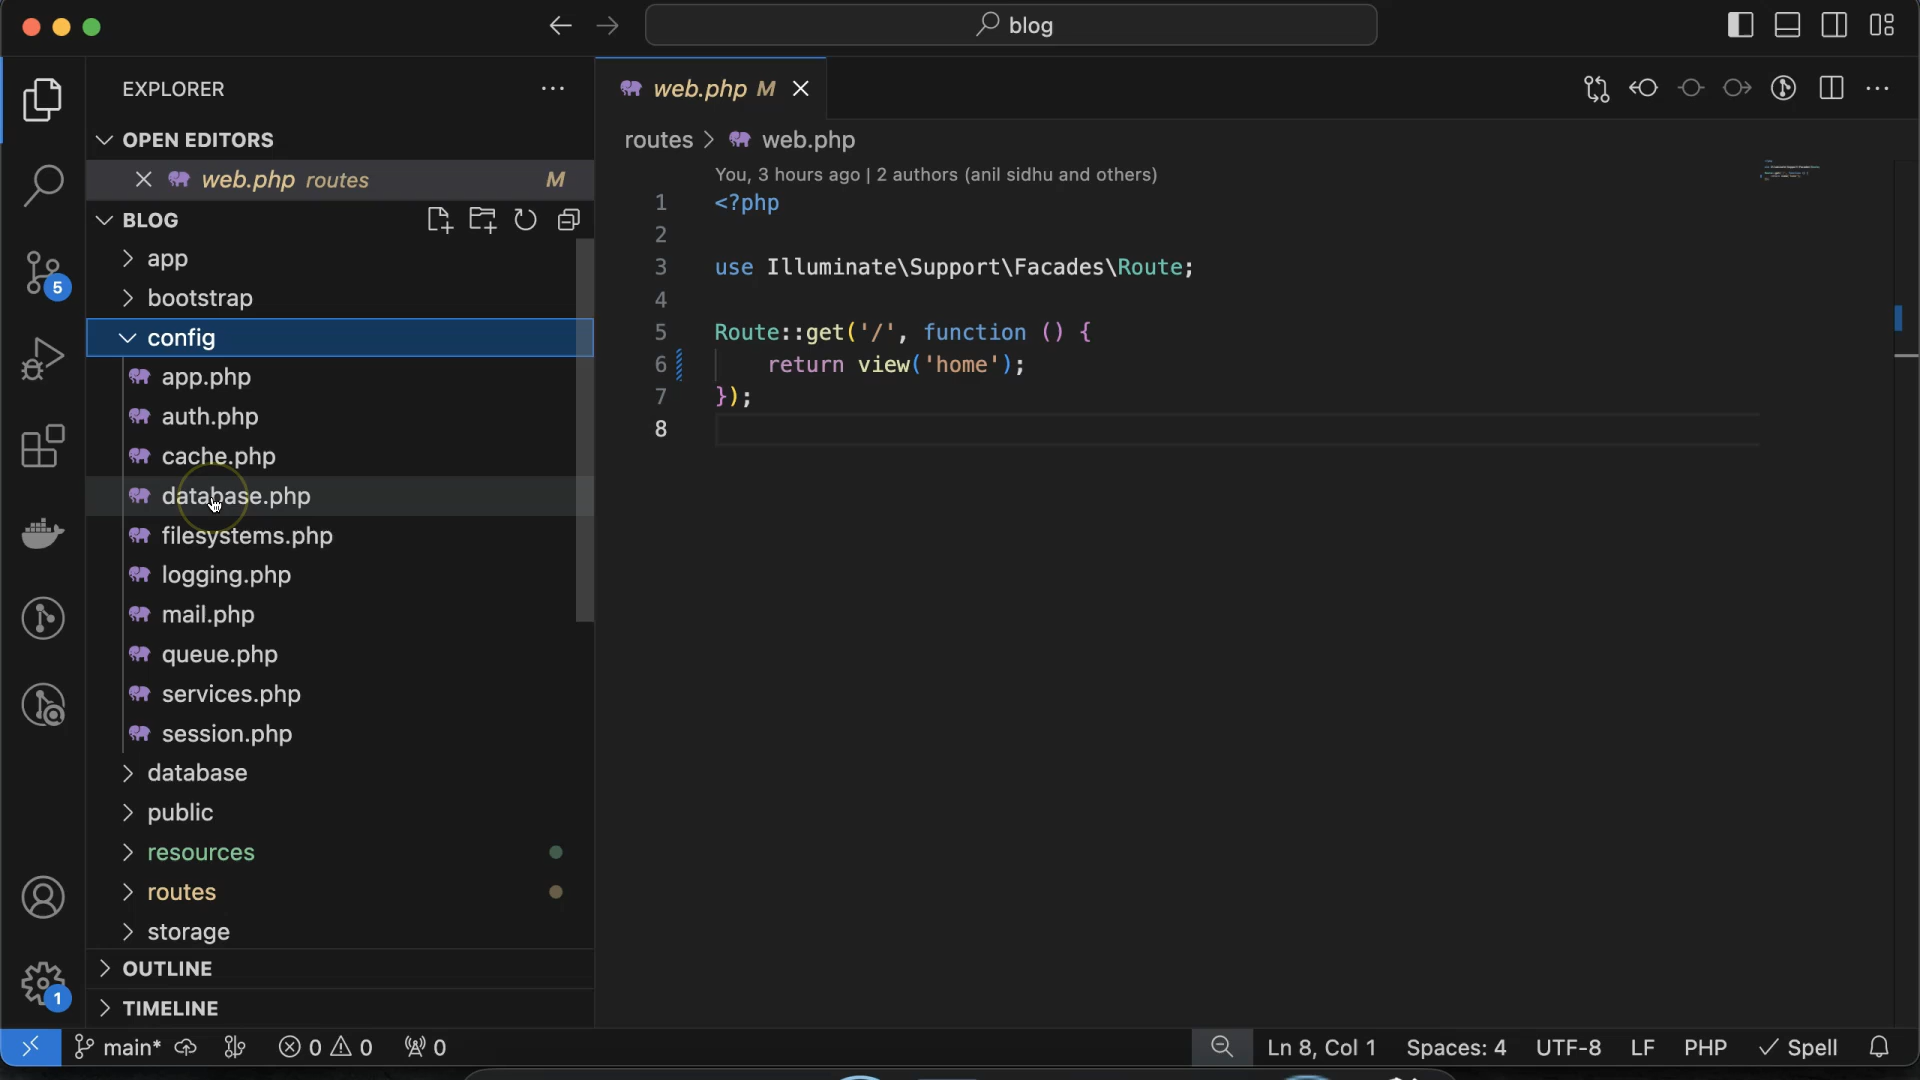 blog
EXPLORER
OPEN EDITORS
web.php routes M
BLOG
app
bootstrap
config
app.php
auth.php
cache.php
database.php
filesystems.php
logging.php
mail.php
queue.php
services.php
session.php
database
public
resources
routes
storage
OUTLINE
TIMELINE
5
1
web.php M
routes > web.php
You, 3 hours ago | 2 authors (anil sidhu and others)
1 <?php
2
3 use Illuminate\Support\Facades\Route;
4
5 Route::get('/', function () {
6     return view('home');
7 });
8
main* 0 0 0 Ln 8, Col 1 Spaces: 4 UTF-8 LF PHP Spell